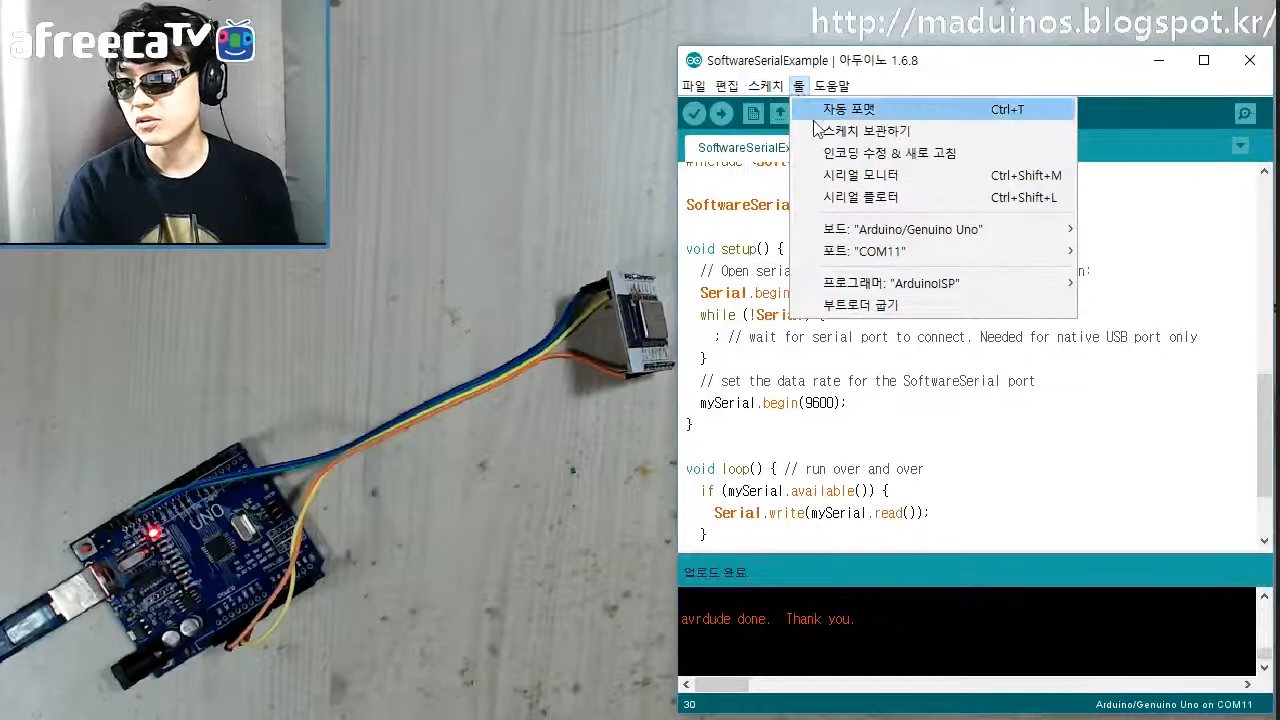 afreecaTV
http://maduinos.blogspot.kr/
SoftwareSerialExample | 아두이노 1.6.8
파일 편집 스케치 툴 도움말
자동 포맷 Ctrl+T
스케치 보관하기
인코딩 수정 & 새로 고침
시리얼 모니터 Ctrl+Shift+M
시리얼 플로터 Ctrl+Shift+L
보드: "Arduino/Genuino Uno"
포트: "COM11"
프로그래머: "ArduinoISP"
부트로더 굽기
SoftwareSerialEx
#include <Soft
SoftwareSeria
void setup() {
// Open seria
Serial.begin
while (!Serial) {
; // wait for serial port to connect. Needed for native USB port only
}
// set the data rate for the SoftwareSerial port
mySerial.begin(9600);
}
void loop() { // run over and over
if (mySerial.available()) {
Serial.write(mySerial.read());
}
업로드 완료.
avrdude done. Thank you.
30 Arduino/Genuino Uno on COM11
UNO